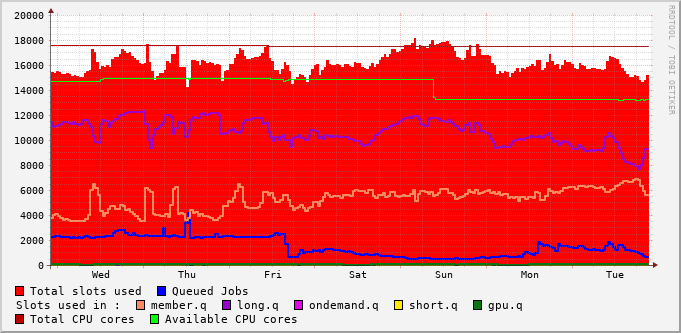 20000
18000
16000
14000
12000
10000
8000
6000
4000
2000
0
Wed Thu Fri Sat Sun Mon Tue
RRDTOOL / TOBI OETIKER
Total slots used Queued Jobs
Slots used in : member.q long.q ondemand.q short.q gpu.q
Total CPU cores Available CPU cores